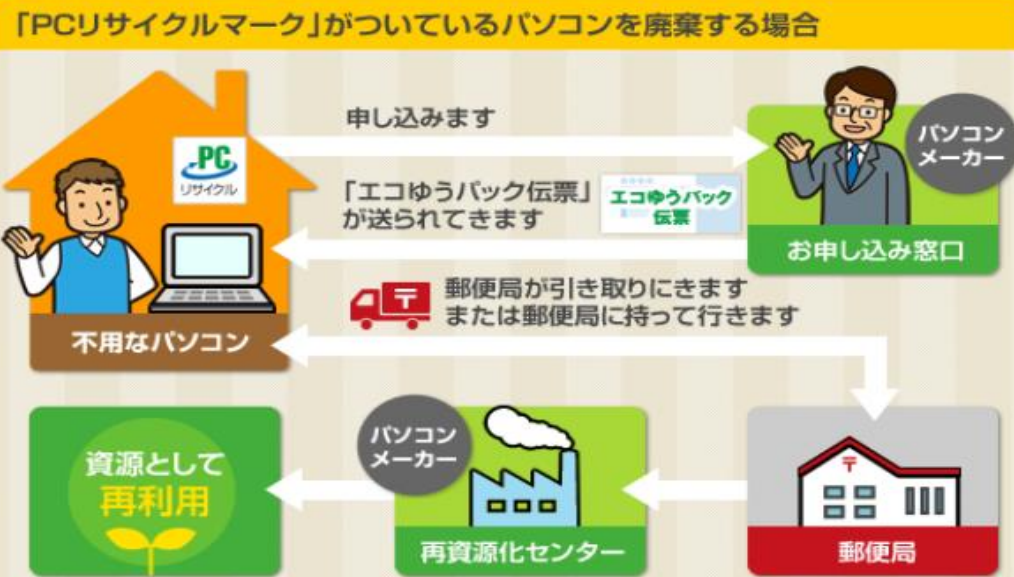 「PCリサイクルマーク」がついているパソコンを廃棄する場合
PC
リサイクル
申し込みます
「エコゆうパック伝票」
が送られてきます
エコゆうパック
伝票
パソコン
メーカー
お申し込み窓口
不用なパソコン
〒
郵便局が引き取りにきます
または郵便局に持って行きます
資源として
再利用
パソコン
メーカー
再資源化センター
〒
郵便局